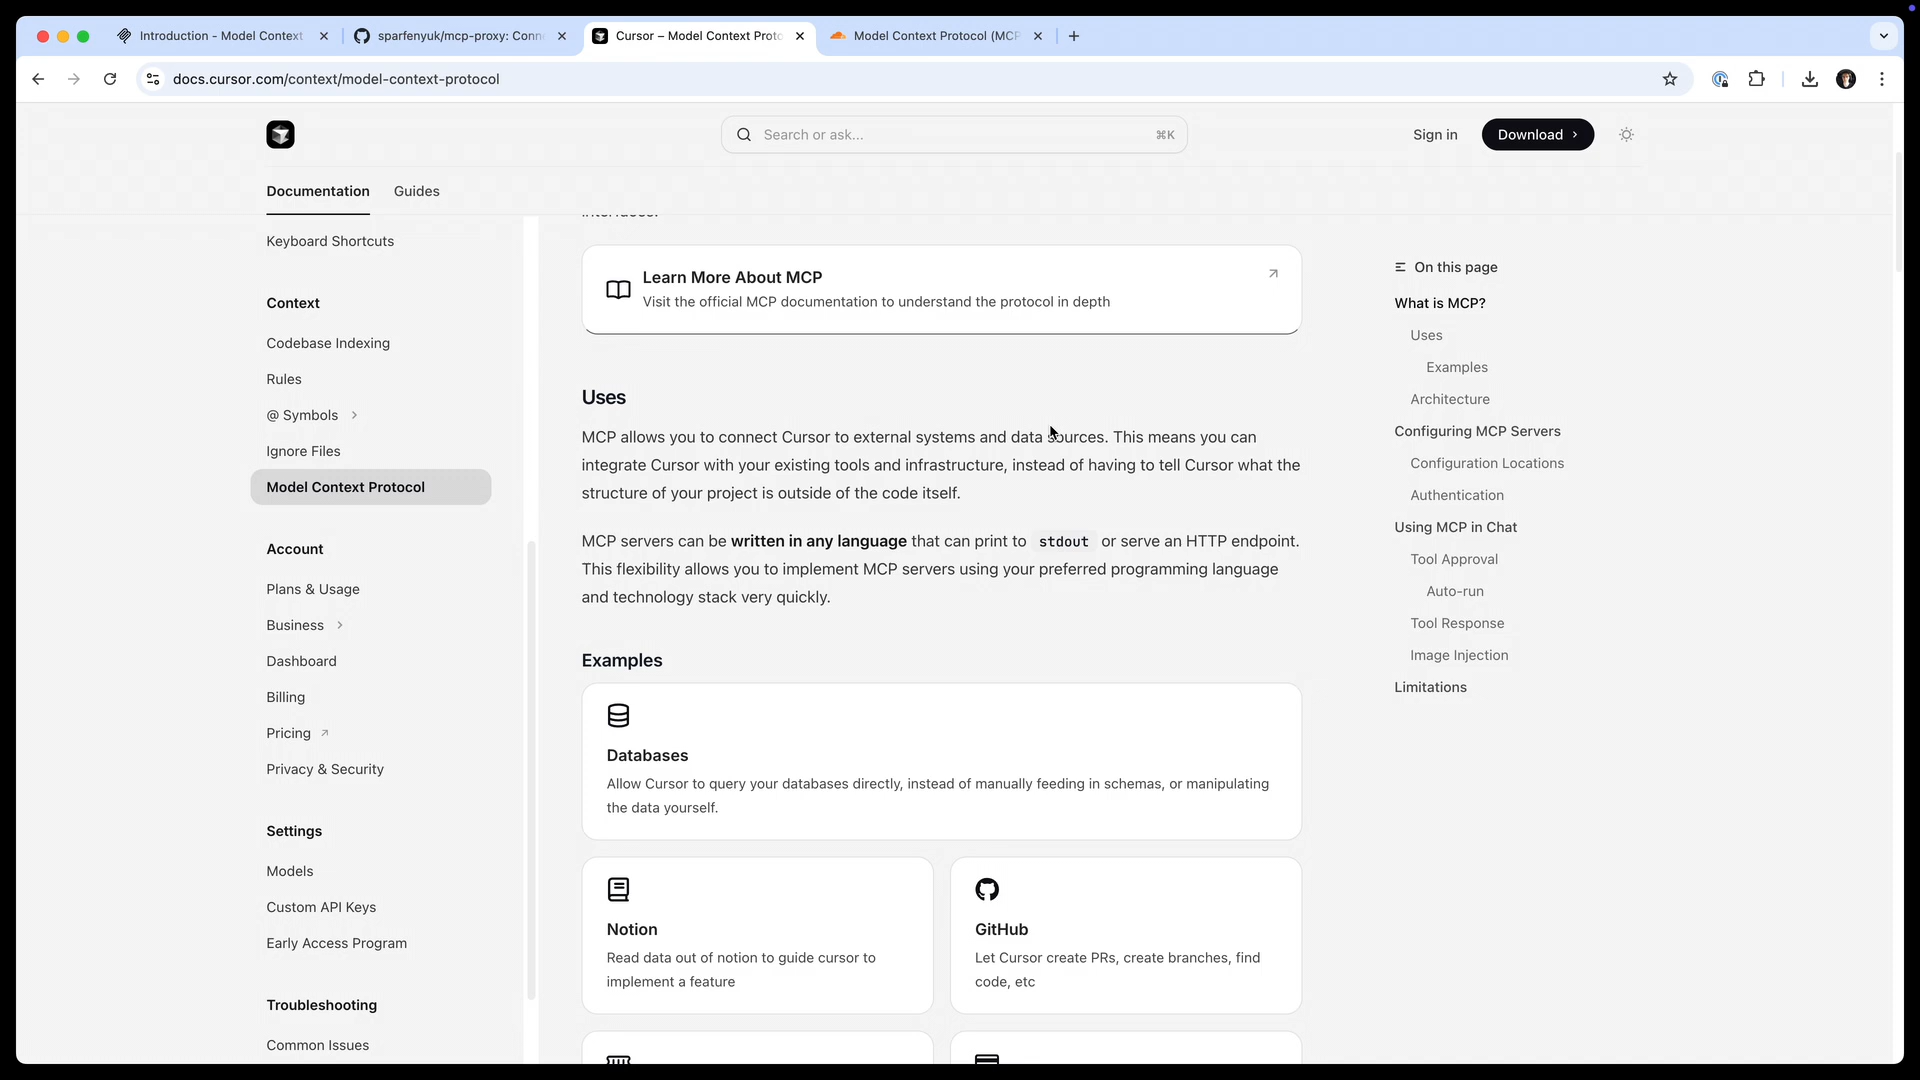 Introduction - Model Context
sparfenyuk/mcp-proxy: Conn
Cursor – Model Context Proto
Model Context Protocol (MCP
docs.cursor.com/context/model-context-protocol
Search or ask...
⌘K
Sign in
Download
Documentation
Guides
Keyboard Shortcuts
Context
Codebase Indexing
Rules
@ Symbols
Ignore Files
Model Context Protocol
Account
Plans & Usage
Business
Dashboard
Billing
Pricing
Privacy & Security
Settings
Models
Custom API Keys
Early Access Program
Troubleshooting
Common Issues
Learn More About MCP
Visit the official MCP documentation to understand the protocol in depth
Uses
MCP allows you to connect Cursor to external systems and data sources. This means you can
integrate Cursor with your existing tools and infrastructure, instead of having to tell Cursor what the
structure of your project is outside of the code itself.
MCP servers can be written in any language that can print to stdout or serve an HTTP endpoint.
This flexibility allows you to implement MCP servers using your preferred programming language
and technology stack very quickly.
Examples
Databases
Allow Cursor to query your databases directly, instead of manually feeding in schemas, or manipulating
the data yourself.
Notion
Read data out of notion to guide cursor to
implement a feature
GitHub
Let Cursor create PRs, create branches, find
code, etc
On this page
What is MCP?
Uses
Examples
Architecture
Configuring MCP Servers
Configuration Locations
Authentication
Using MCP in Chat
Tool Approval
Auto-run
Tool Response
Image Injection
Limitations